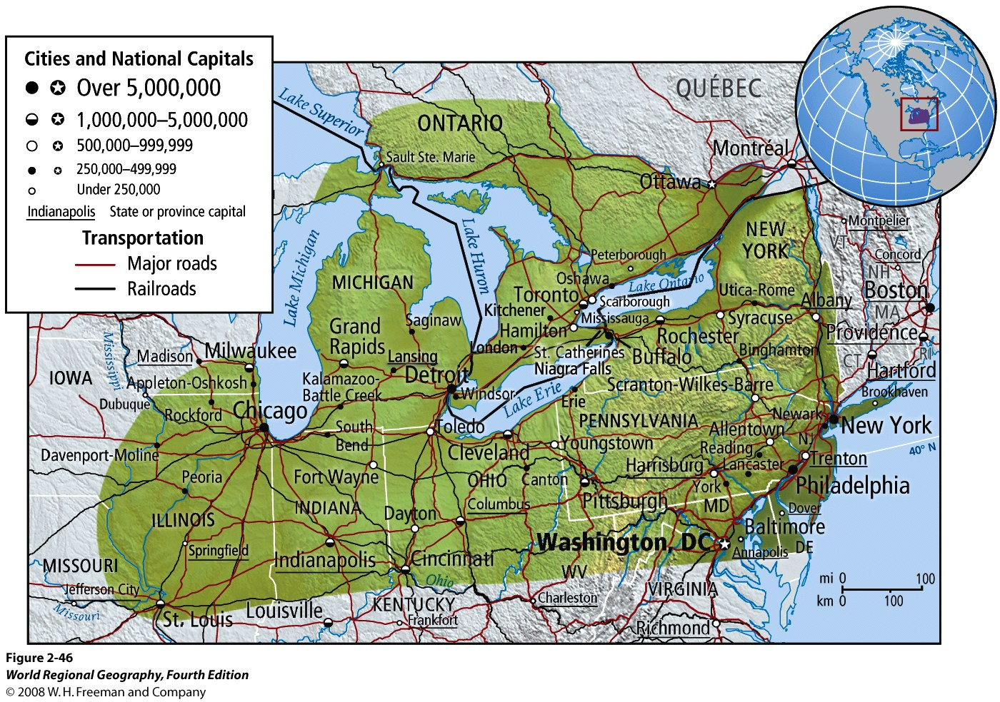 Cities and National Capitals
Over 5,000,000
1,000,000–5,000,000
500,000–999,999
250,000–499,999
Under 250,000
Indianapolis State or province capital
Transportation
Major roads
Railroads
QUÉBEC
Lake Superior
ONTARIO
Sault Ste. Marie
Montréal
Ottawa
Montpelier
VT
NEW
YORK
Lake Michigan
Lake Huron
Peterborough
Concord
NH
MICHIGAN
Oshawa
Lake Ontario
Toronto
Scarborough
Utica-Rome
Albany
Boston
MA
Kitchener
Mississauga
Saginaw
Grand
Rapids
Hamilton
Rochester
Syracuse
Providence
RI
London
St. Catherines
Niagra Falls
Buffalo
Binghamton
CT
Hartford
Mississippi
Madison
Milwaukee
Lansing
Detroit
IOWA
Appleton-Oshkosh
Kalamazoo-
Battle Creek
Windsor
Lake Erie
Erie
Scranton-Wilkes-Barre
Brookhaven
Dubuque
Rockford
Chicago
South
Bend
Toledo
PENNSYLVANIA
Newark
New York
Allentown
NJ
Davenport-Moline
Cleveland
Youngstown
Reading
Trenton
40° N
Peoria
Fort Wayne
OHIO
Canton
Harrisburg
Lancaster
York
Philadelphia
ILLINOIS
INDIANA
Dayton
Columbus
Pittsburgh
MD
Dover
Washington, DC
Baltimore
DE
Annapolis
Springfield
Indianapolis
Cincinnati
Ohio
WV
MISSOURI
Jefferson City
Missouri
St. Louis
Louisville
KENTUCKY
Frankfort
Charleston
VIRGINIA
Richmond
mi 0 100
km 0 100
Figure 2-46
World Regional Geography, Fourth Edition
© 2008 W. H. Freeman and Company